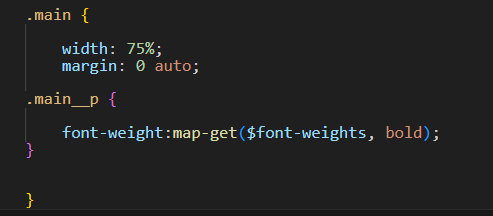 .main {
width: 75%;
margin: 0 auto;
.main__p {
font-weight:map-get($font-weights, bold);
}
}